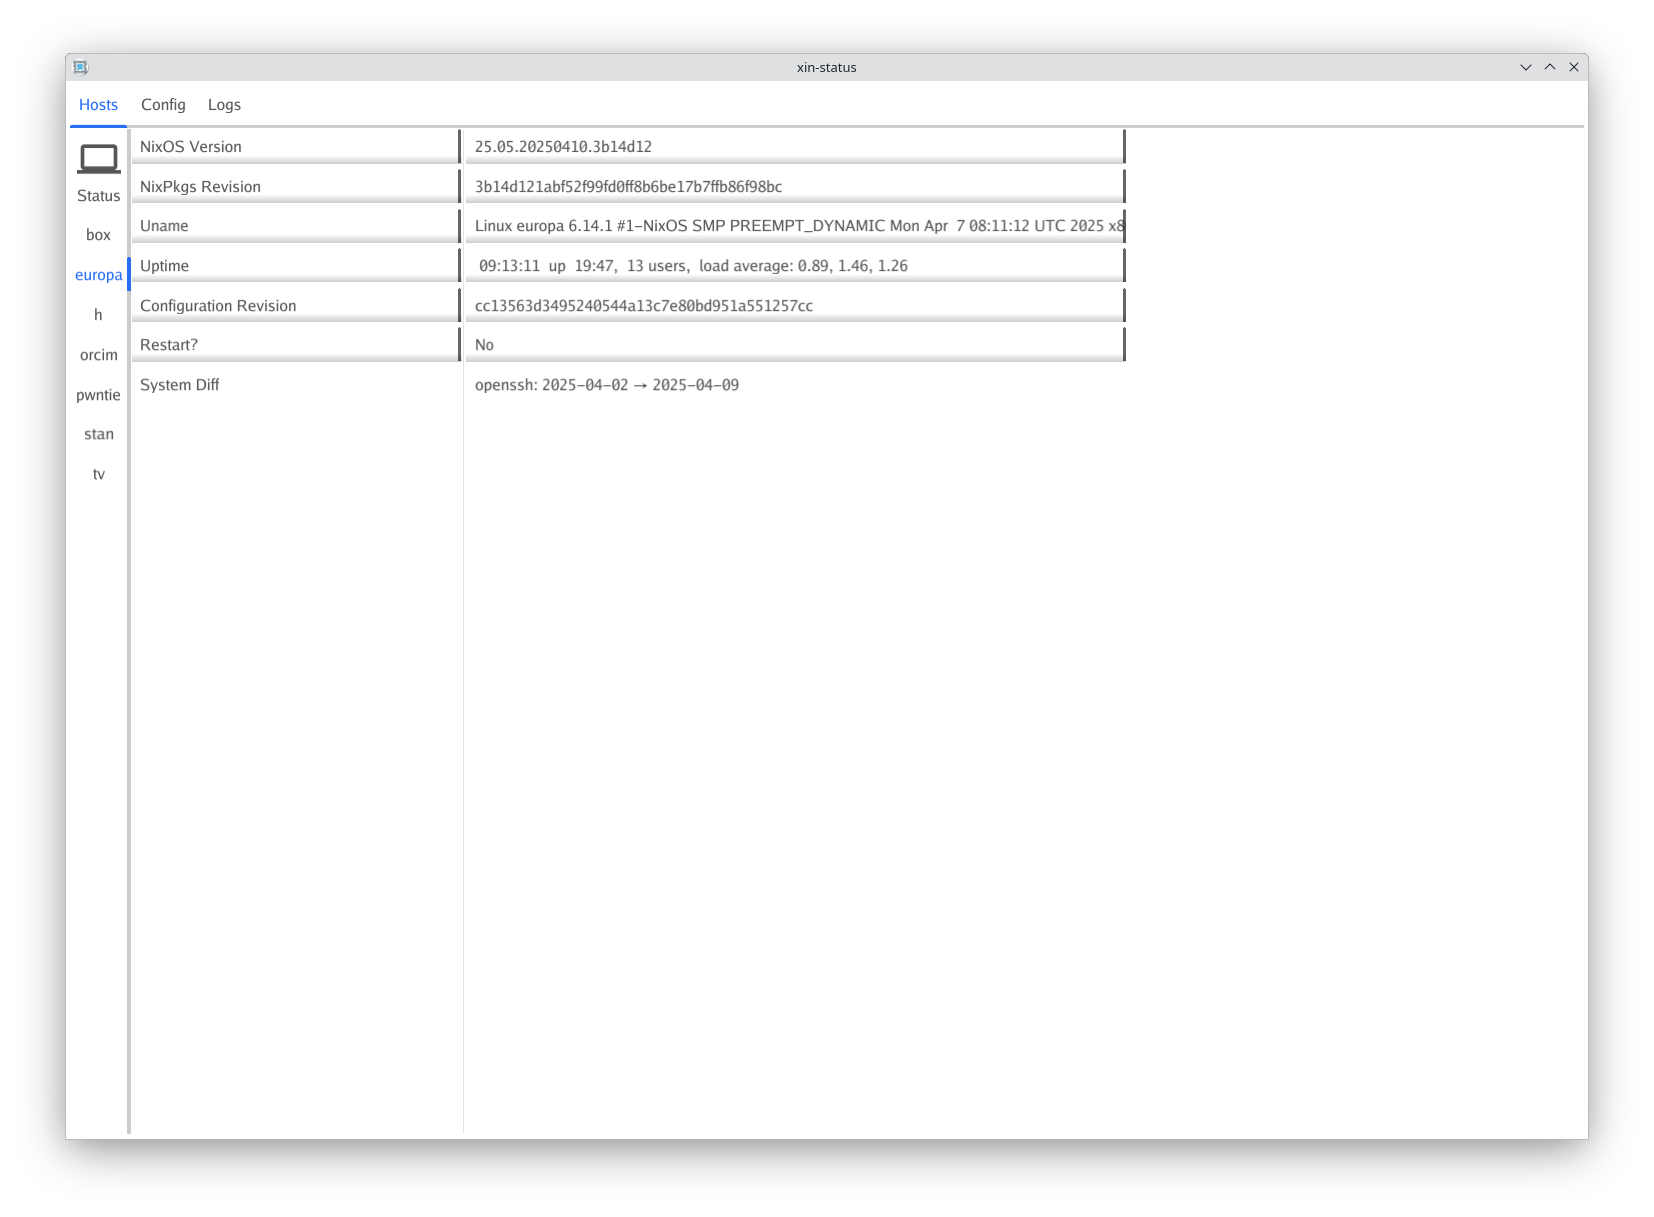 xin-status
Hosts Config Logs
Status
box
europa
h
orcim
pwntie
stan
tv
NixOS Version 25.05.20250410.3b14d12
NixPkgs Revision 3b14d121abf52f99fd0ff8b6be17b7ffb86f98bc
Uname Linux europa 6.14.1 #1-NixOS SMP PREEMPT_DYNAMIC Mon Apr  7 08:11:12 UTC 2025 x8
Uptime 09:13:11  up  19:47,  13 users,  load average: 0.89, 1.46, 1.26
Configuration Revision cc13563d3495240544a13c7e80bd951a551257cc
Restart? No
System Diff openssh: 2025-04-02 → 2025-04-09